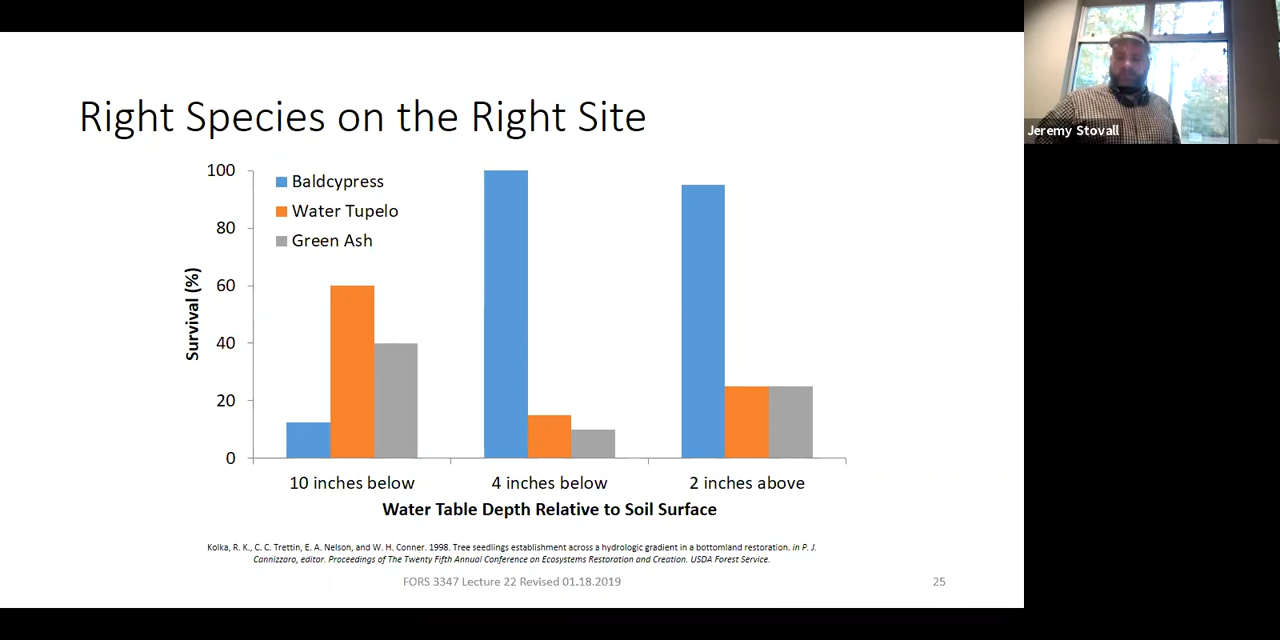 Right Species on the Right Site
Jeremy Stovall
100
80
60
40
20
0
Survival (%)
Baldcypress
Water Tupelo
Green Ash
10 inches below
4 inches below
2 inches above
Water Table Depth Relative to Soil Surface
Kolka, R. K., C. C. Trettin, E. A. Nelson, and W. H. Conner. 1998. Tree seedlings establishment across a hydrologic gradient in a bottomland restoration. in P. J.
Cannizzaro, editor. Proceedings of The Twenty Fifth Annual Conference on Ecosystems Restoration and Creation. USDA Forest Service.
FORS 3347 Lecture 22 Revised 01.18.2019
25